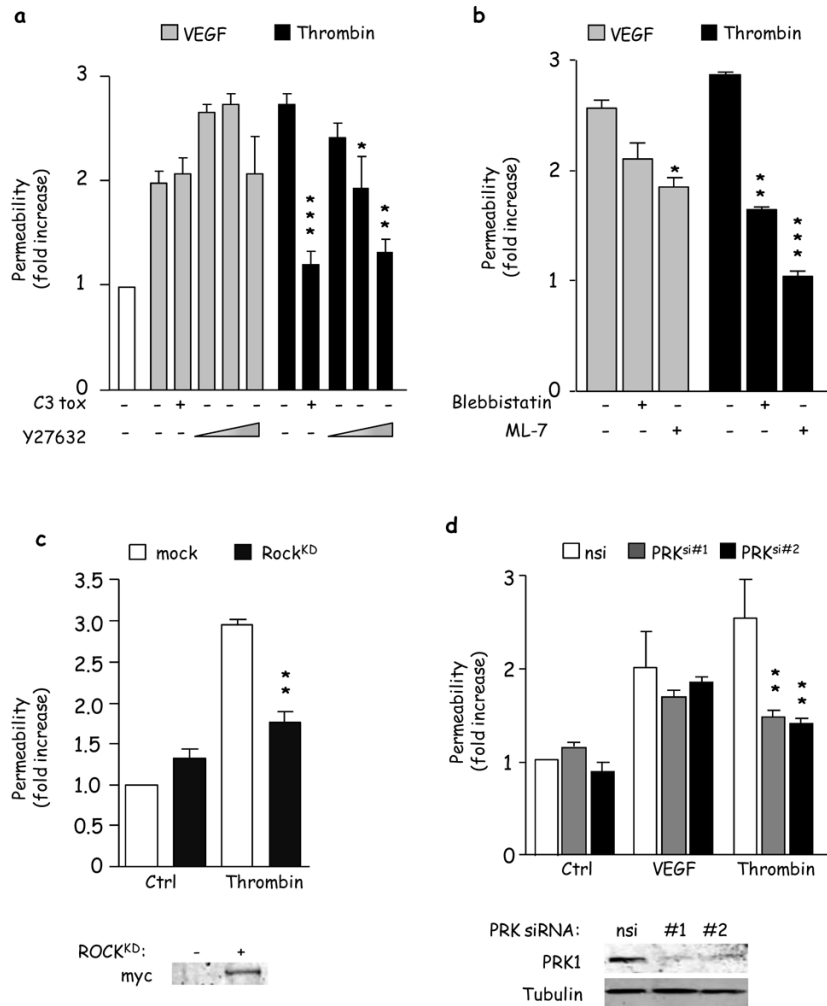 a
VEGF Thrombin
Permeability
(fold increase)
3
2
1
0
*
* * *
* *
C3 tox - - + - - - - + - - -
Y27632 - - - - -
b
VEGF Thrombin
Permeability
(fold increase)
3
2
1
0
*
* *
* * *
Blebbistatin - + - - + -
ML-7 - - + - - +
c
mock Rock^KD
Permeability
(fold increase)
3.5
3.0
2.5
2.0
1.5
1.0
0.5
0
* *
Ctrl Thrombin
ROCK^KD: - +
myc
d
nsi PRK^si#1 PRK^si#2
Permeability
(fold increase)
3
2
1
0
* *
* *
Ctrl VEGF Thrombin
PRK siRNA: nsi #1 #2
PRK1
Tubulin